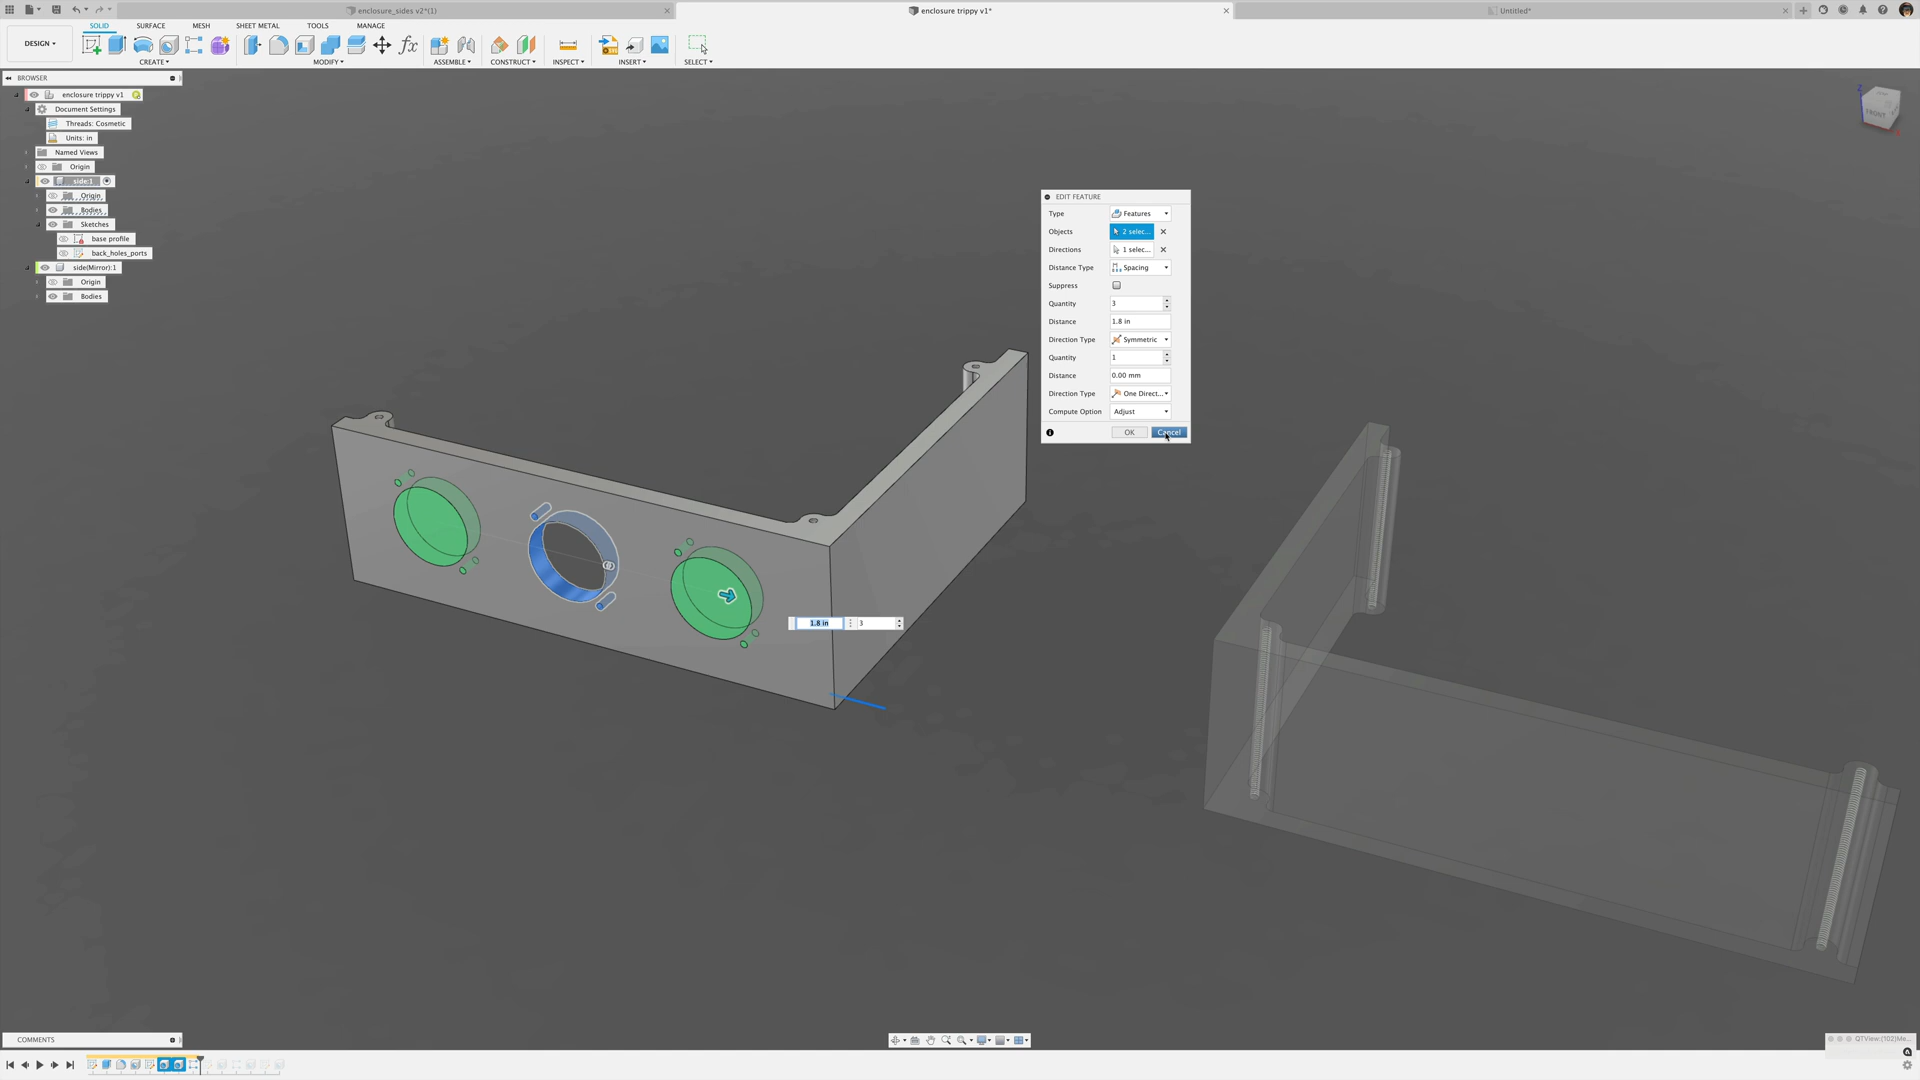 enclosure_sides v2*(1)
enclosure trippy v1*
Untitled*
SOLID
SURFACE
MESH
SHEET METAL
TOOLS
MANAGE
DESIGN
CREATE
MODIFY
ASSEMBLE
CONSTRUCT
INSPECT
INSERT
SELECT
BROWSER
enclosure trippy v1
Document Settings
Threads: Cosmetic
Units: in
Named Views
Origin
side:1
Origin
Bodies
Sketches
base profile
back_holes_ports
side(Mirror):1
Origin
Bodies
Z
FRONT
EDIT FEATURE
Type Features
Objects 2 selec...
Directions 1 selec...
Distance Type Spacing
Suppress
Quantity 3
Distance 1.8 in
Direction Type Symmetric
Quantity 1
Distance 0.00 mm
Direction Type One Direct...
Compute Option Adjust
OK Cancel
1.8 in 3
COMMENTS
QTView:(102)Me...